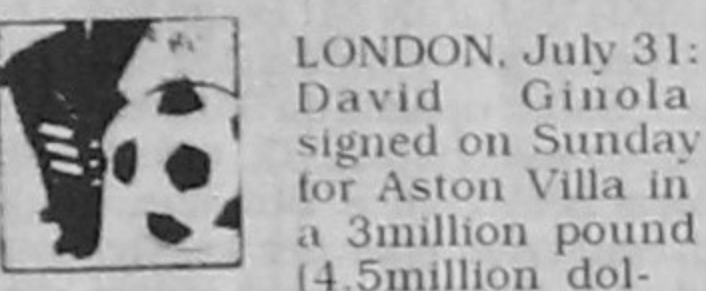 LONDON, July 31:
David Ginola
signed on Sunday
for Aston Villa in
a 3million pound
(4.5million dol-